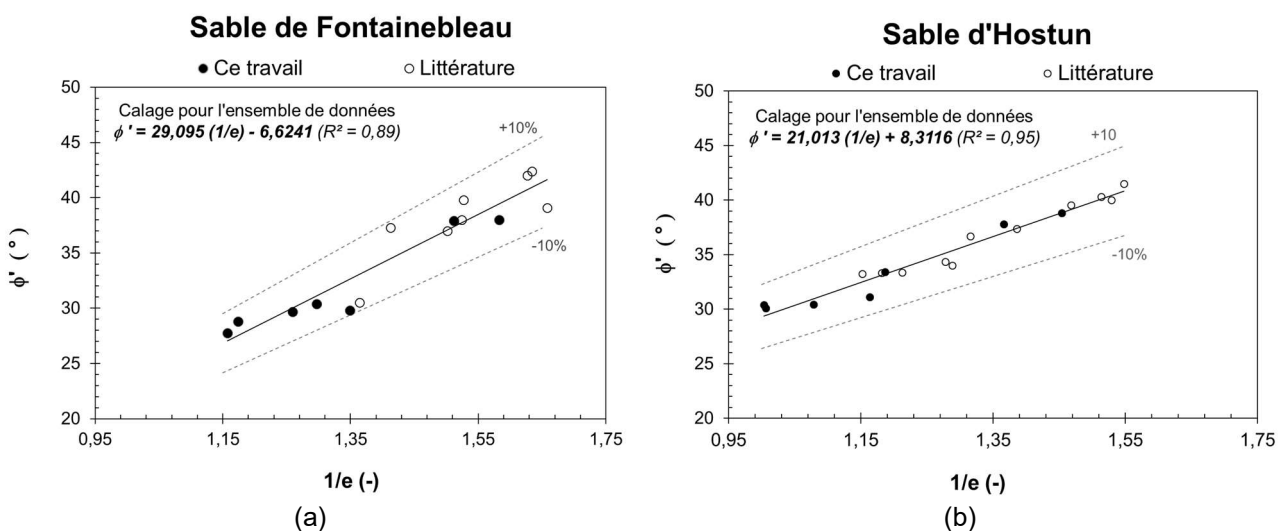 Sable de Fontainebleau
● Ce travail ○ Littérature
Calage pour l'ensemble de données
ϕ ' = 29,095 (1/e) - 6,6241 (R² = 0,89)
+10%
-10%
50
45
40
35
30
25
20
ϕ' (°)
0,95 1,15 1,35 1,55 1,75
1/e (-)
(a)
Sable d'Hostun
● Ce travail ○ Littérature
Calage pour l'ensemble de données
ϕ ' = 21,013 (1/e) + 8,3116 (R² = 0,95)
+10
-10%
50
45
40
35
30
25
20
ϕ' (°)
0,95 1,15 1,35 1,55 1,75
1/e (-)
(b)